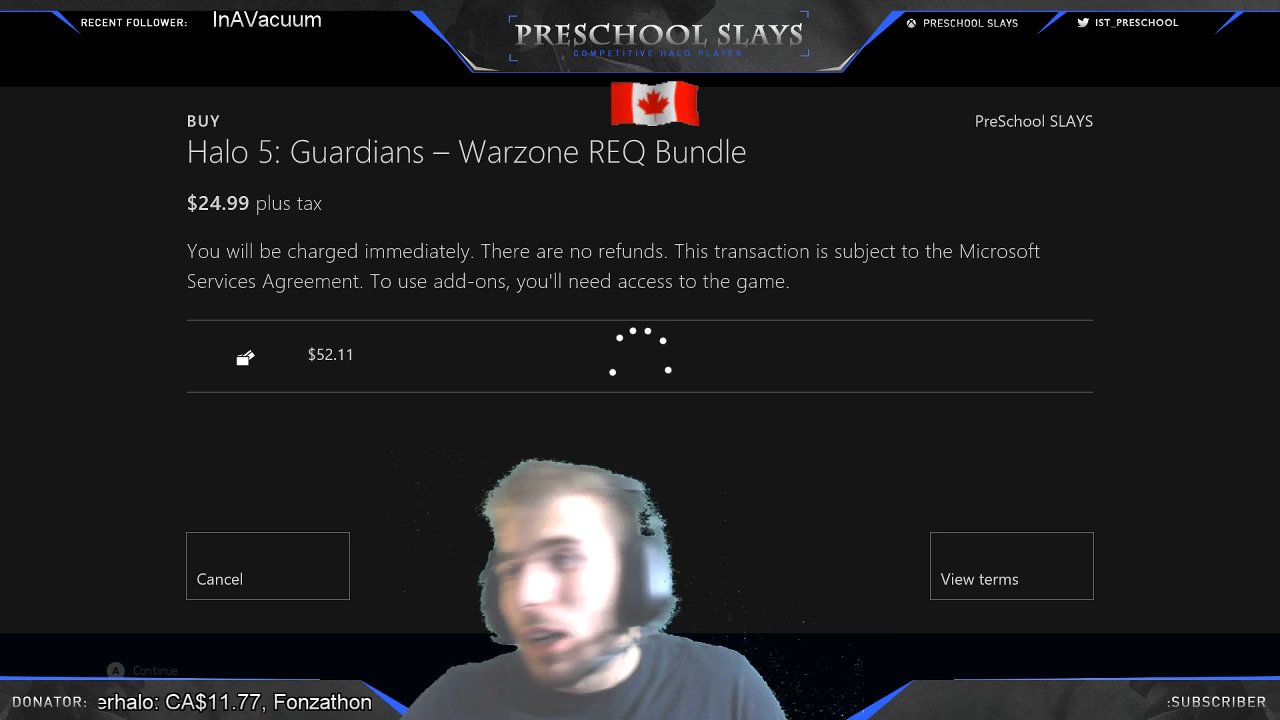 RECENT FOLLOWER: InAVacuum
PRESCHOOL SLAYS
COMPETITIVE HALO PLAYER
PRESCHOOL SLAYS
IST_PRESCHOOL
BUY
PreSchool SLAYS
Halo 5: Guardians – Warzone REQ Bundle
$24.99 plus tax
You will be charged immediately. There are no refunds. This transaction is subject to the Microsoft
Services Agreement. To use add-ons, you'll need access to the game.
$52.11
Cancel
View terms
A Continue
DONATOR: erhalo: CA$11.77, Fonzathon
:SUBSCRIBER